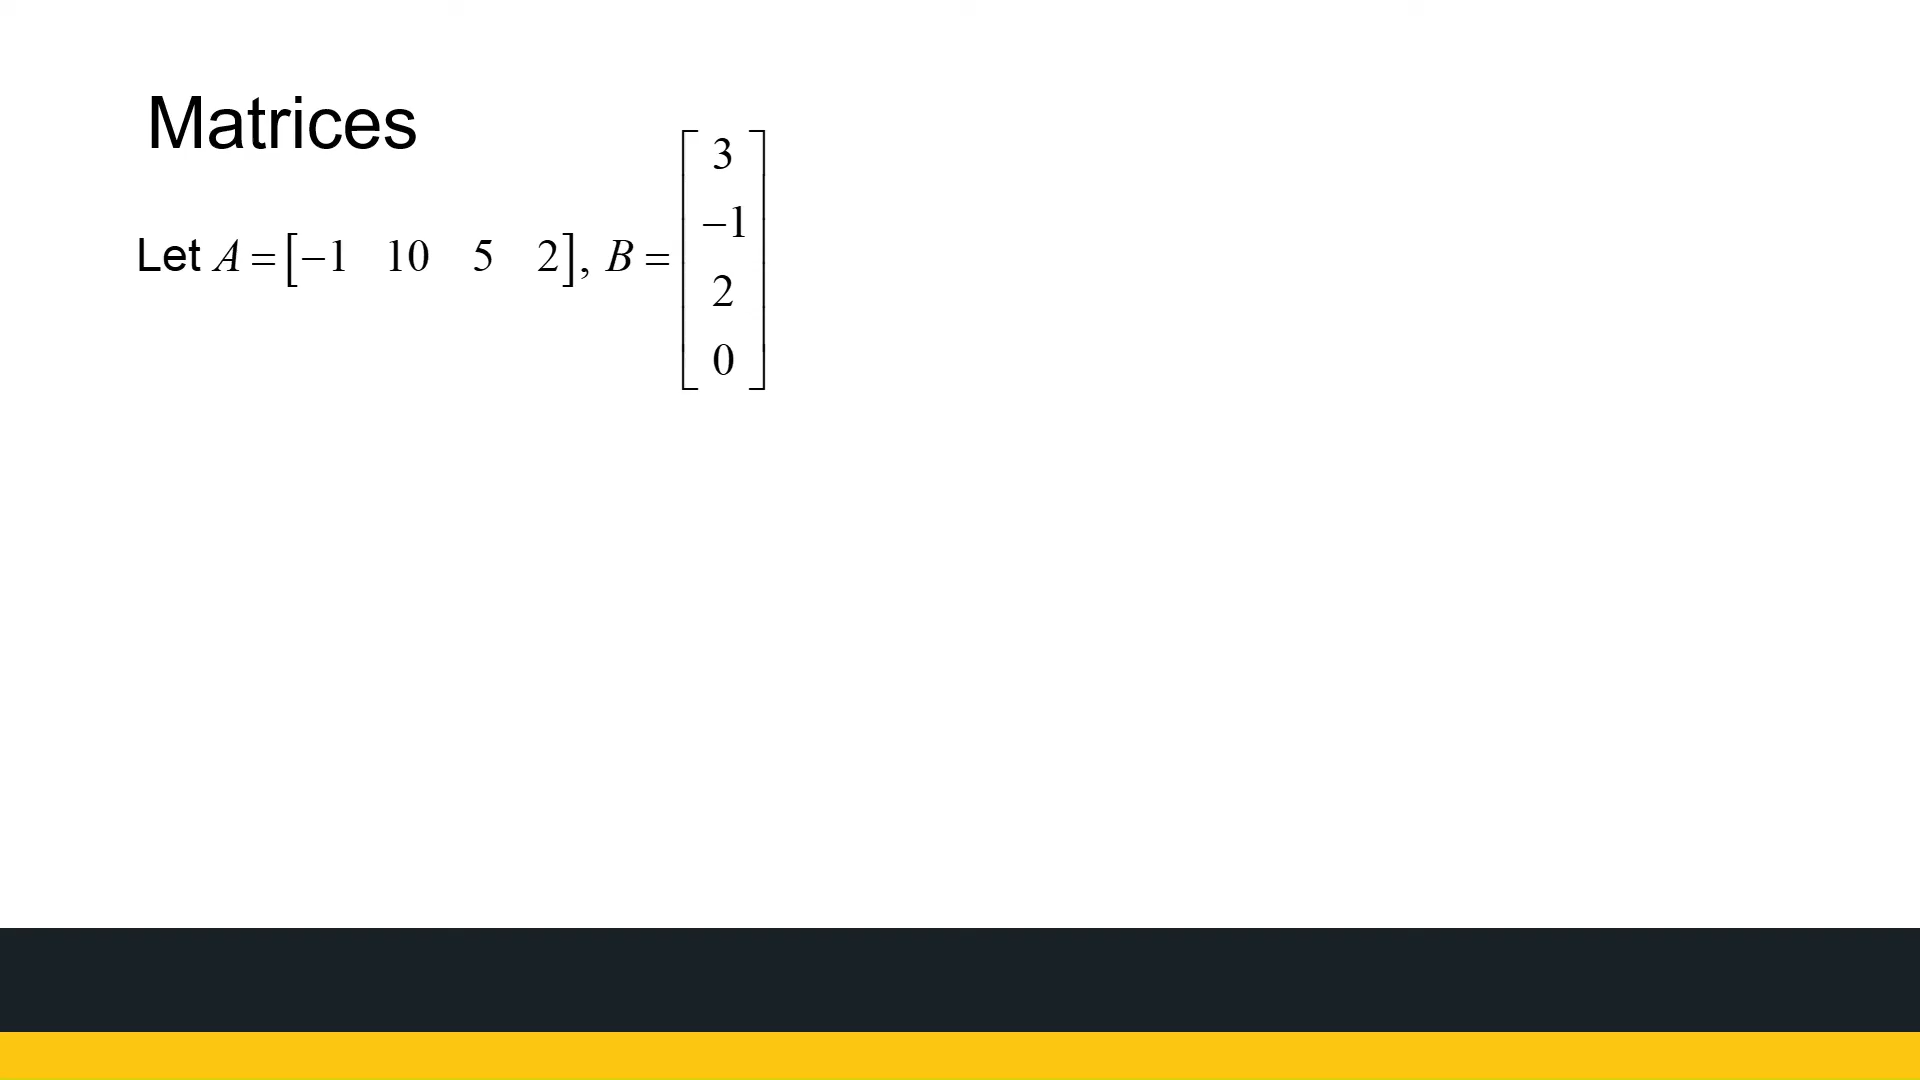 Matrices
Let A = [−1 10 5 2], B = [3
−1
2
0]